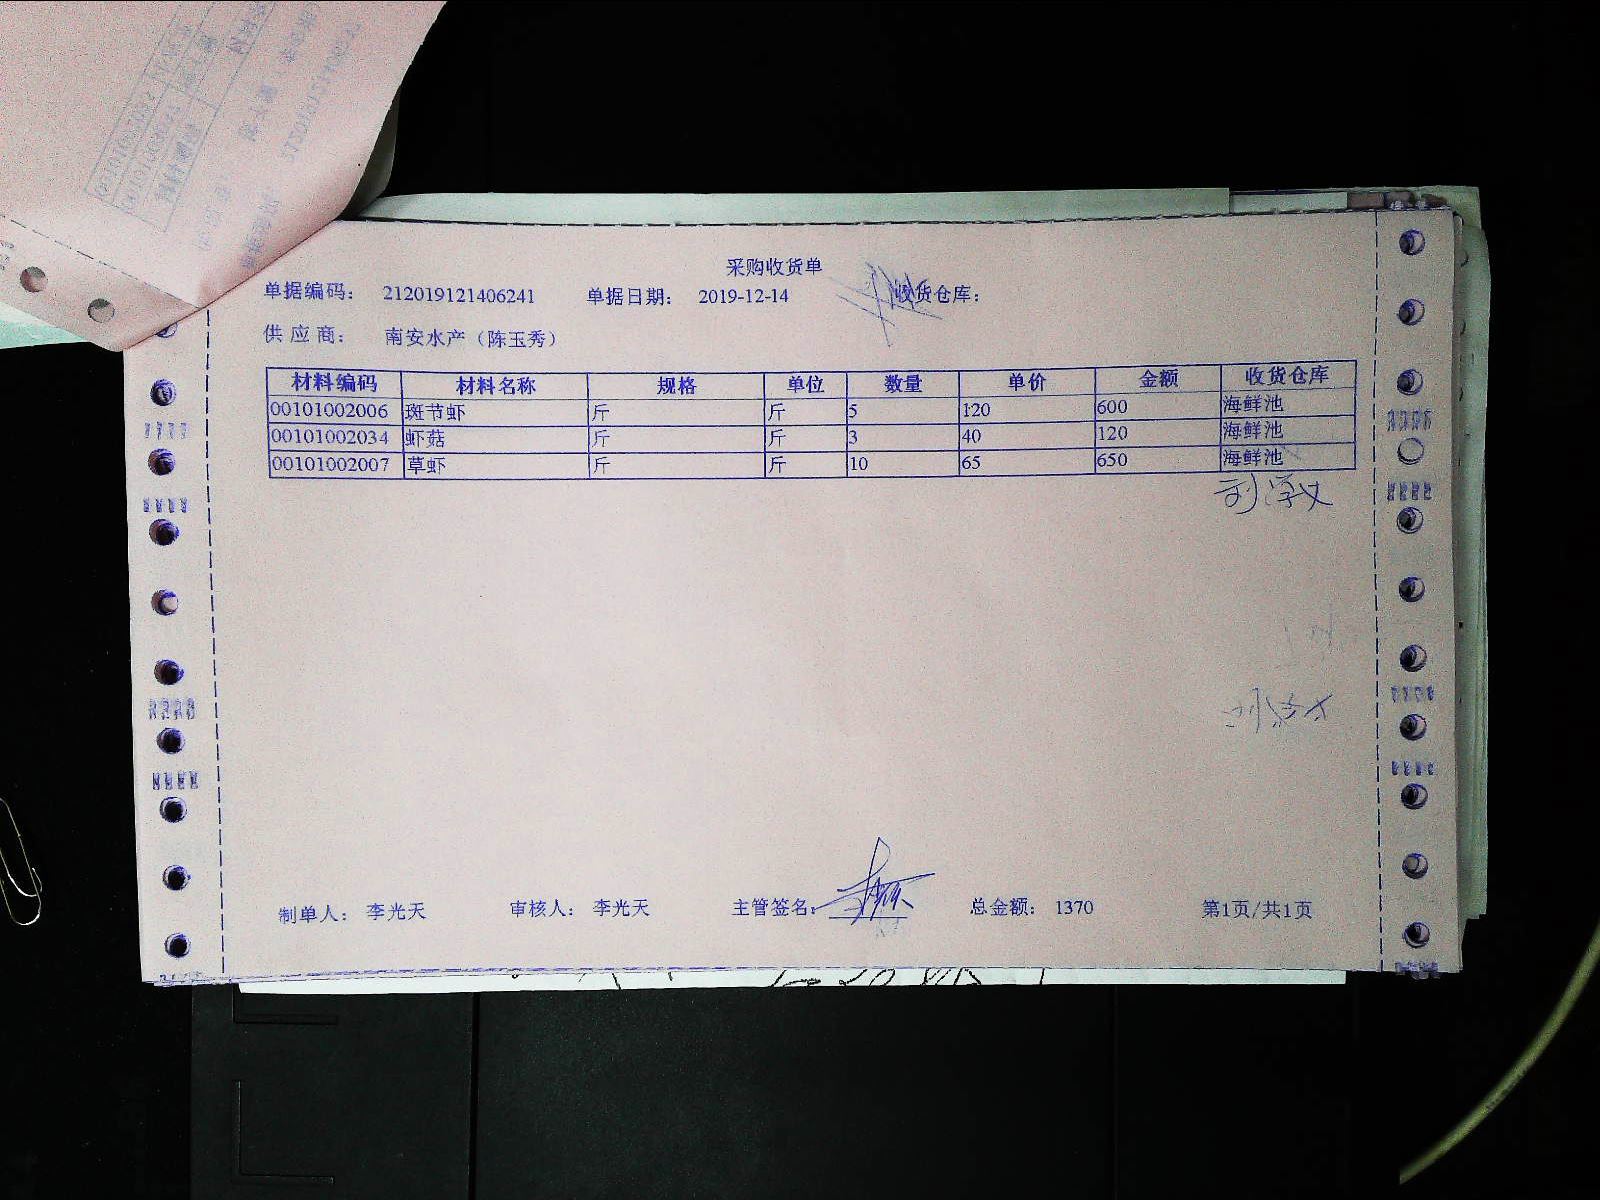 采购收货单
单据编码： 212019121406241 单据日期： 2019-12-14 收货仓库：
供 应 商： 南安水产（陈玉秀）
材料编码 材料名称 规格 单位 数量 单价 金额 收货仓库
00101002006 斑节虾 斤 斤 5 120 600 海鲜池
00101002034 虾菇 斤 斤 3 40 120 海鲜池
00101002007 草虾 斤 斤 10 65 650 海鲜池
制单人： 李光天 审核人： 李光天 主管签名： 总金额： 1370 第1页/共1页